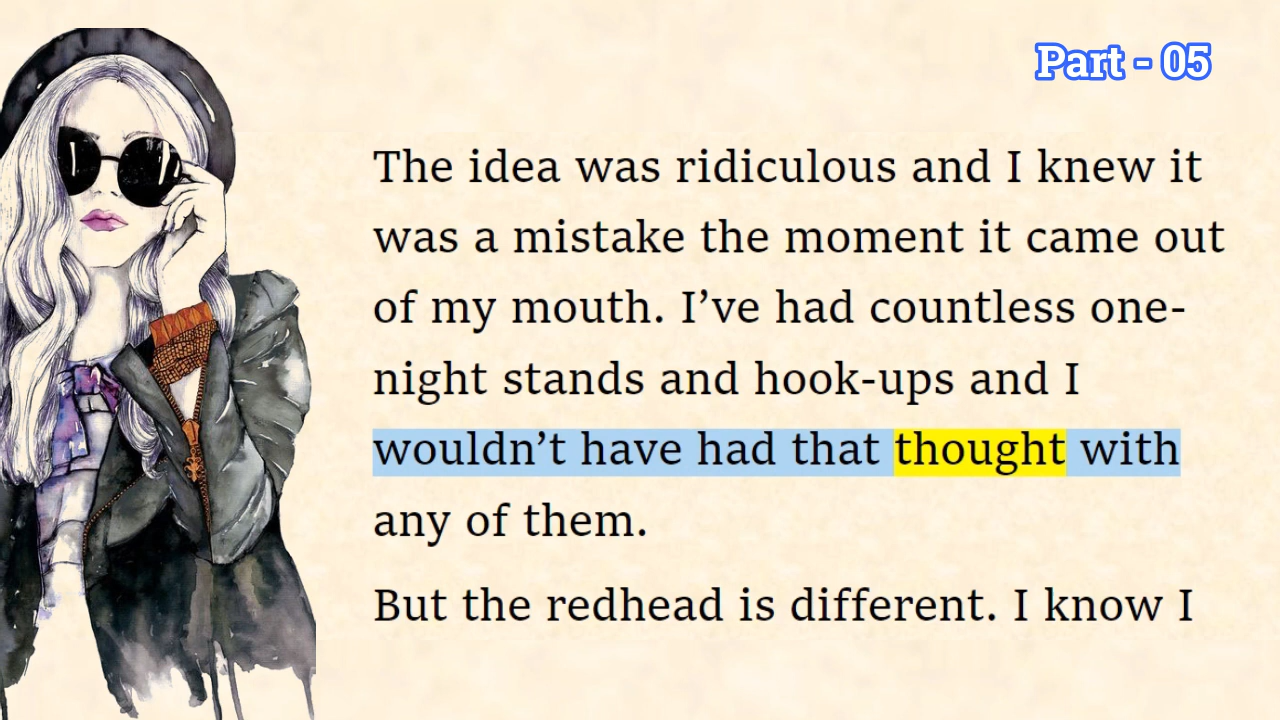 Part - 05
The idea was ridiculous and I knew it
was a mistake the moment it came out
of my mouth. I’ve had countless one-
night stands and hook-ups and I
wouldn’t have had that thought with
any of them.
But the redhead is different. I know I